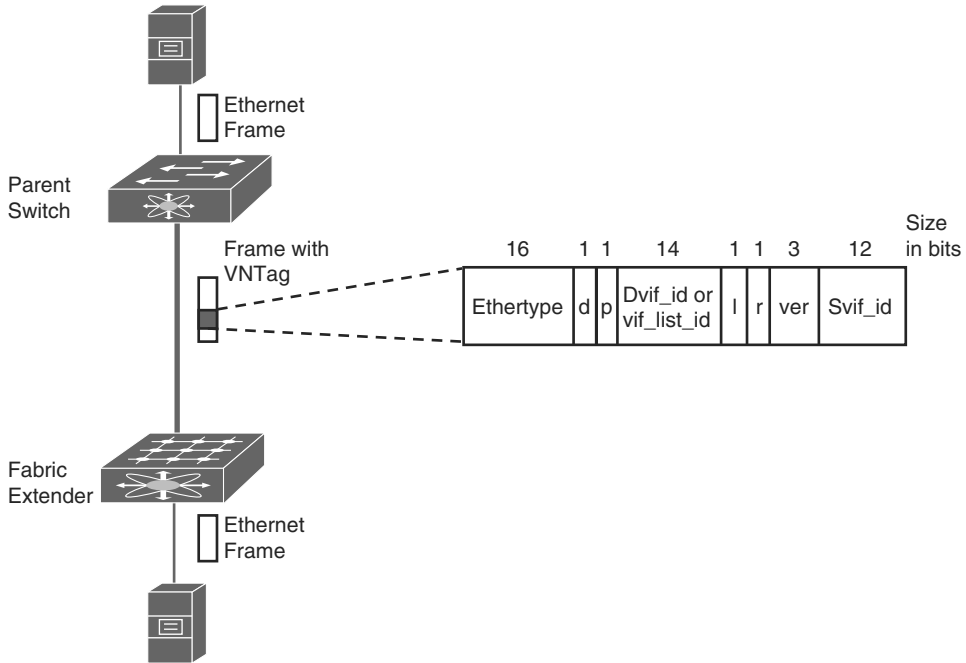 Ethernet
Frame
Parent
Switch
Frame with
VNTag
Size
in bits
16 1 1 14 1 1 3 12
Ethertype d p Dvif_id or vif_list_id l r ver Svif_id
Fabric
Extender
Ethernet
Frame